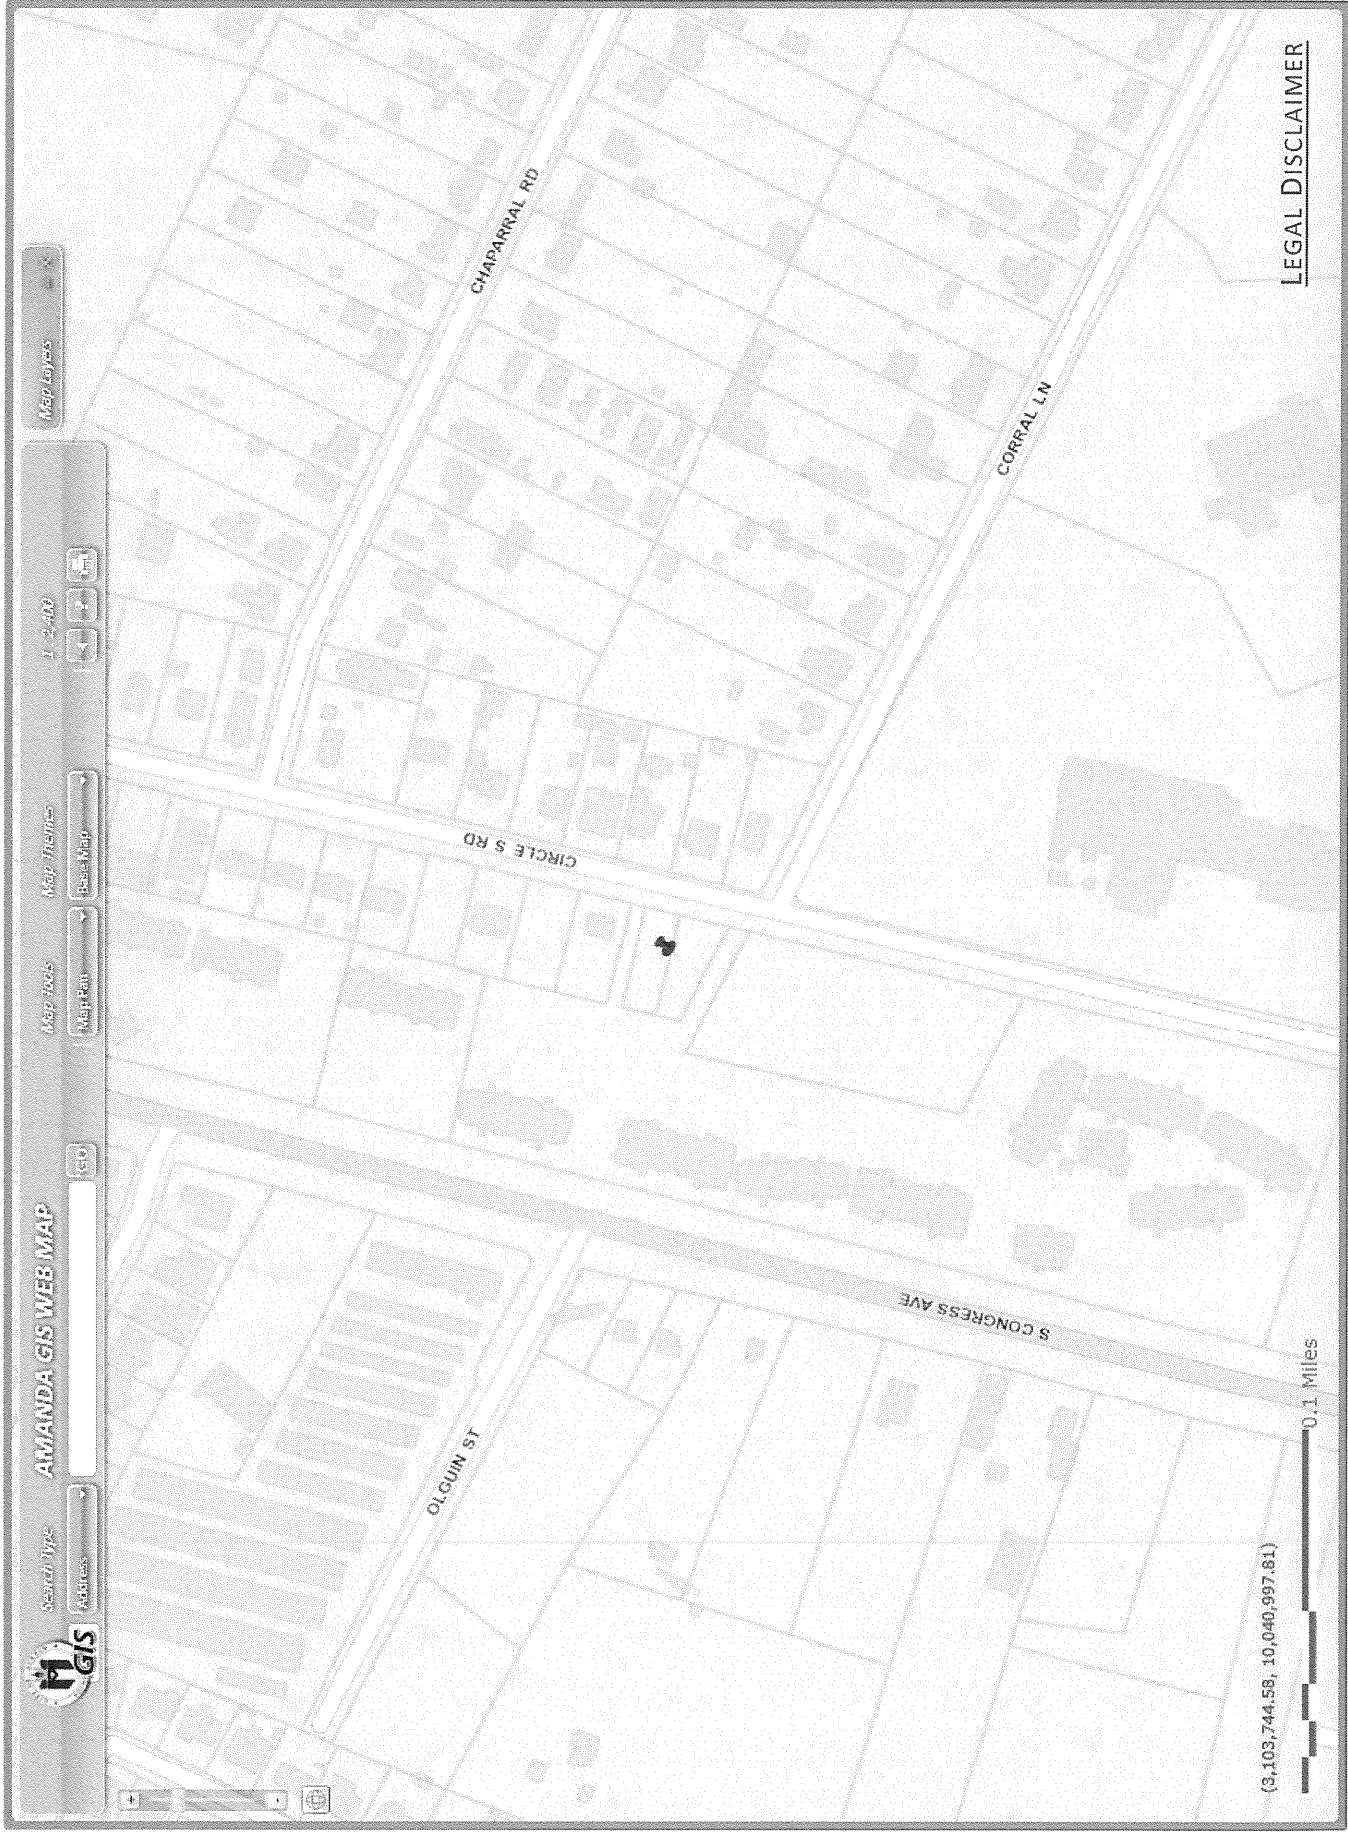 GIS
AMANDA GIS WEB MAP
Search Type
Map Tools
Map Themes
1: 2,400
Map Layers
Address
GO
Map Pan
Base Map
?
+
-
CHAPARRAL RD
CIRCLE S RD
CORRAL LN
OLGUIN ST
S CONGRESS AVE
(3,103,744.58, 10,040,997.81)
0.1 Miles
LEGAL DISCLAIMER